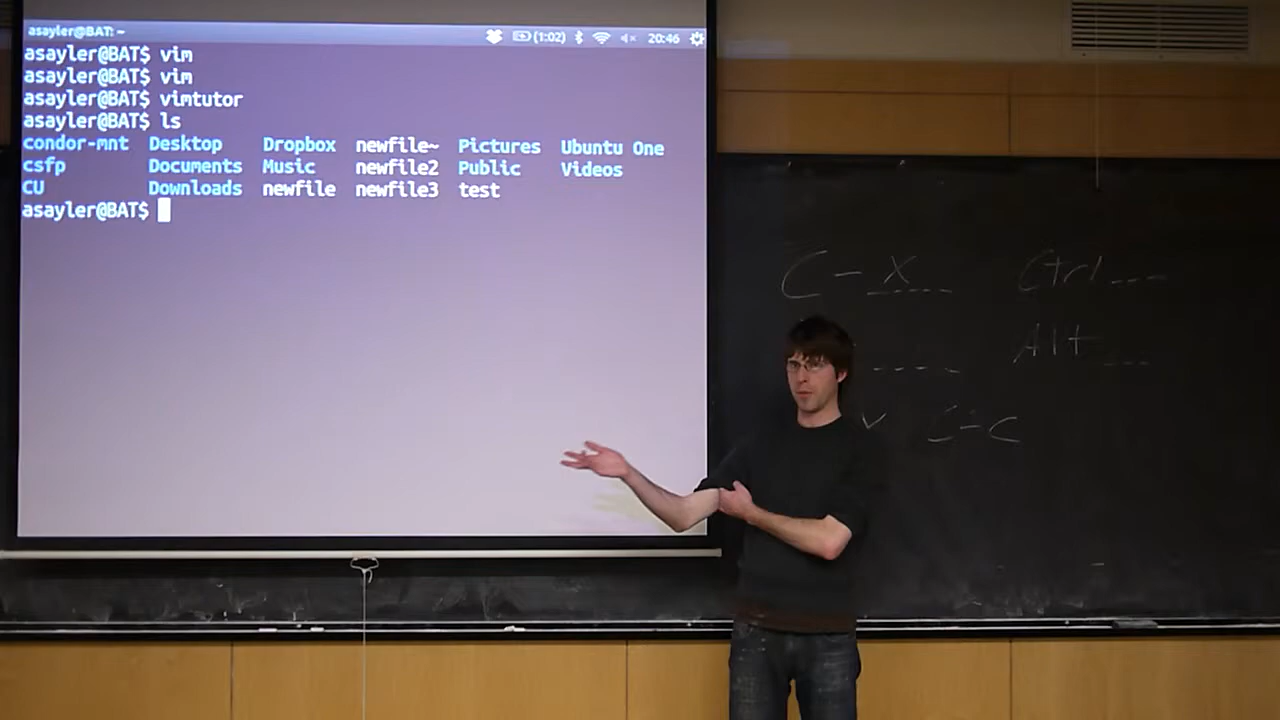 asayler@BAT: ~ (1:02) 20:46
asayler@BAT$ vim
asayler@BAT$ vim
asayler@BAT$ vimtutor
asayler@BAT$ ls
condor-mnt Desktop Dropbox newfile~ Pictures Ubuntu One
csfp Documents Music newfile2 Public Videos
CU Downloads newfile newfile3 test
asayler@BAT$
C - X Ctrl
Alt
C-C